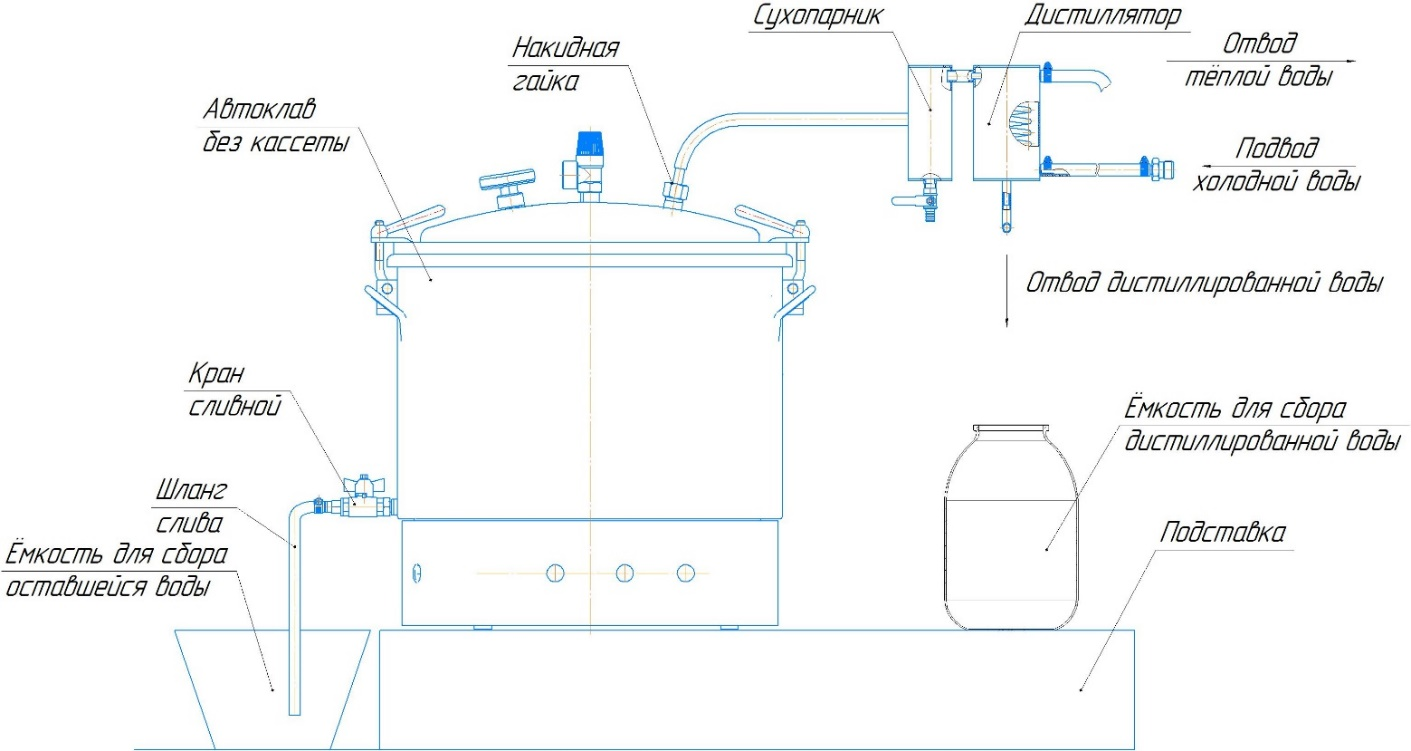 Сухопарник
Дистиллятор
Накидная
гайка
Отвод
тёплой воды
Автоклав
без кассеты
Подвод
холодной воды
Отвод дистиллированной воды
Кран
сливной
Ёмкость для сбора
дистиллированной воды
Шланг
слива
Ёмкость для сбора
оставшейся воды
Подставка